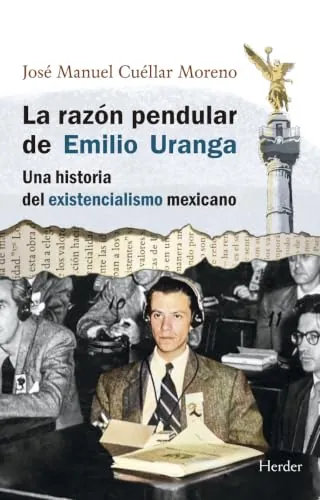 José Manuel Cuéllar Moreno
La razón pendular
de Emilio Uranga
Una historia
del existencialismo mexicano
Herder